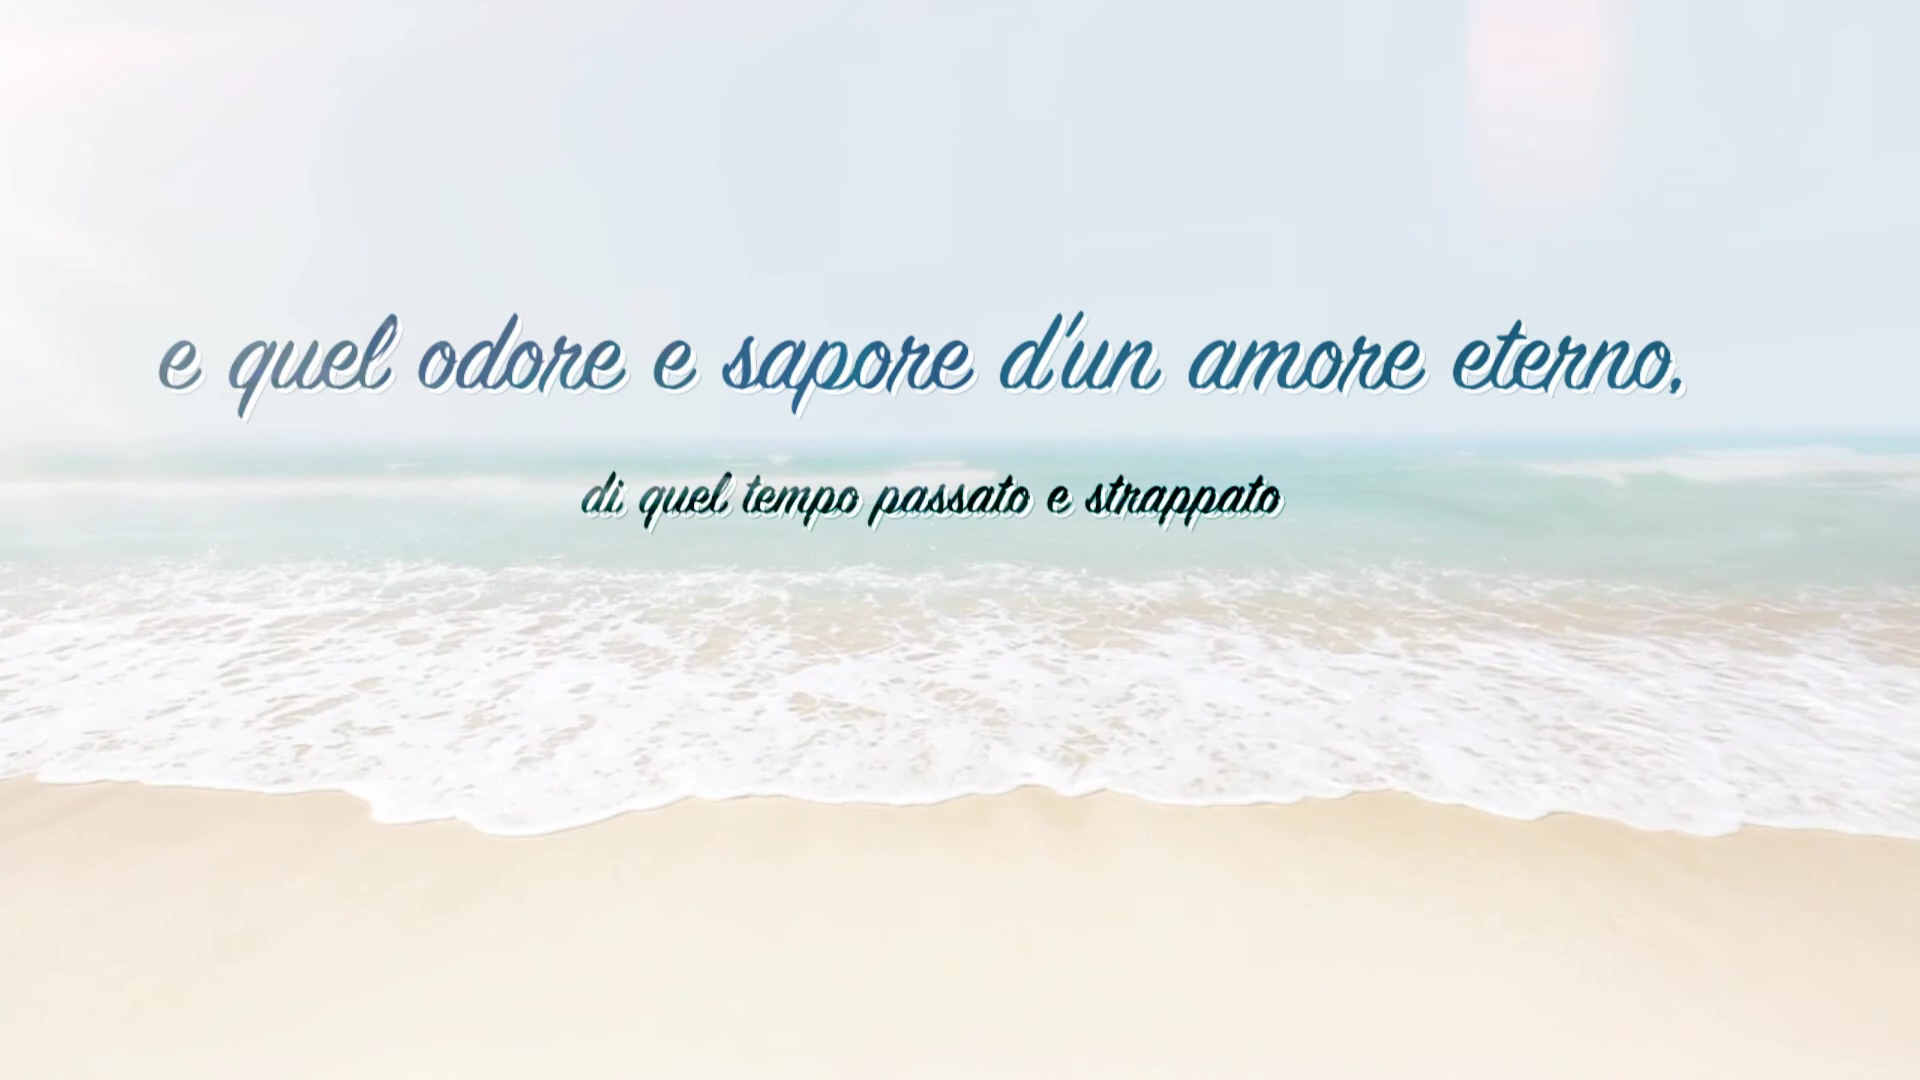 e quel odore e sapore d'un amore eterno,
di quel tempo passato e strappato